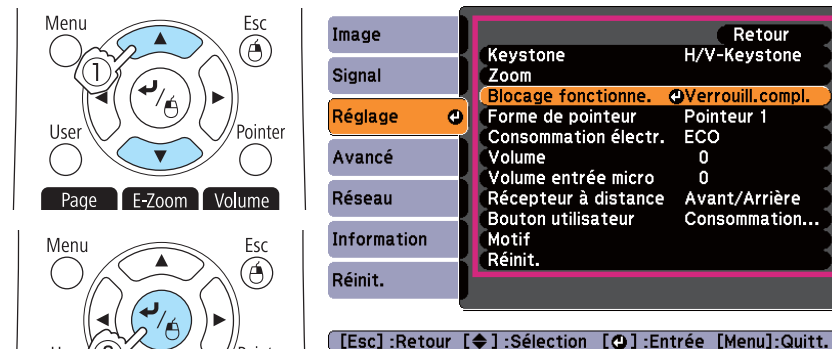 Menu
Esc
1
User
Pointer
Page
E-Zoom
Volume
Menu
Esc
Image
Signal
Réglage
Avancé
Réseau
Information
Réinit.
Retour
Keystone H/V-Keystone
Zoom
Blocage fonctionne. Verrouill.compl.
Forme de pointeur Pointeur 1
Consommation électr. ECO
Volume 0
Volume entrée micro 0
Récepteur à distance Avant/Arrière
Bouton utilisateur Consommation...
Motif
Réinit.
[Esc] :Retour [◆] :Sélection [⏎] :Entrée [Menu]:Quitt.